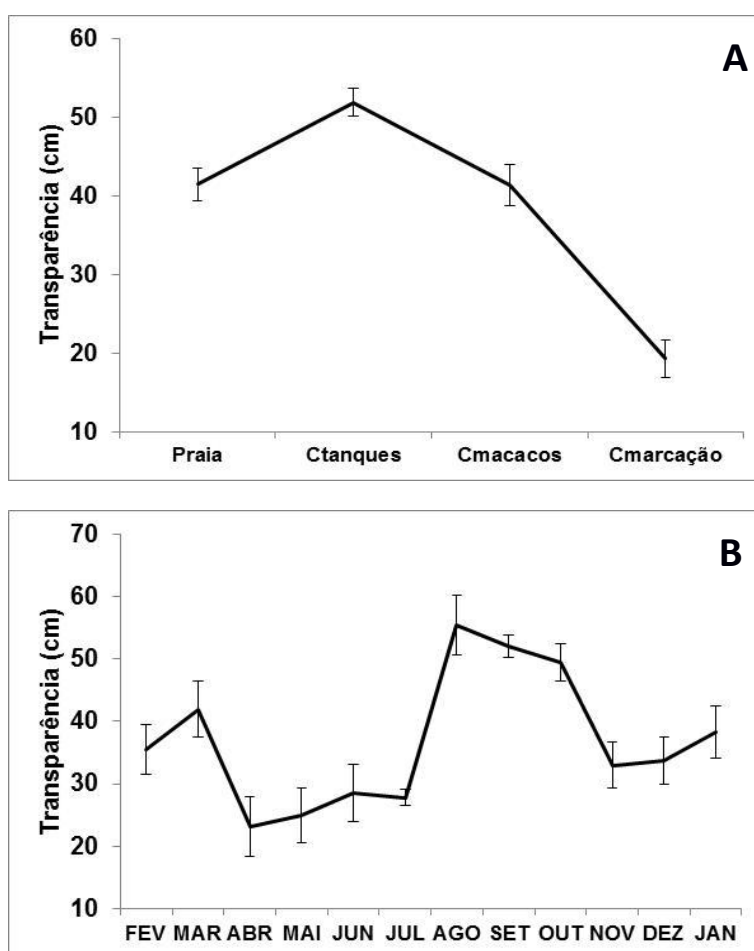 A
Transparência (cm)
60
50
40
30
20
10
Praia Ctanques Cmacacos Cmarcação
B
Transparência (cm)
70
60
50
40
30
20
10
FEV MAR ABR MAI JUN JUL AGO SET OUT NOV DEZ JAN